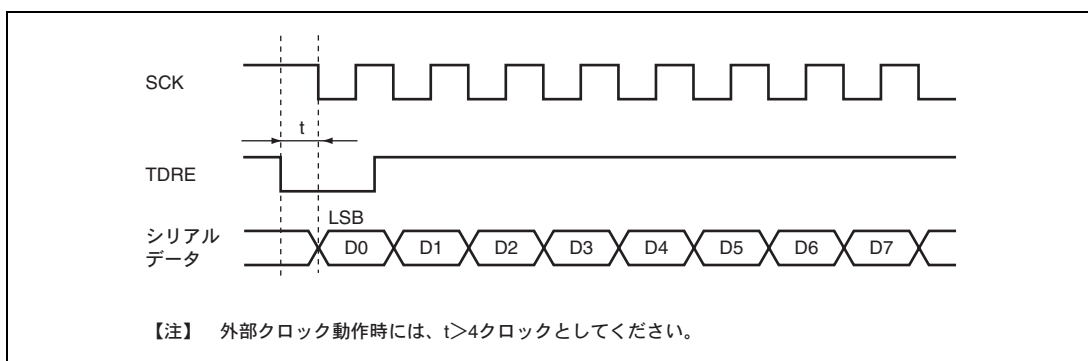 SCK
t
TDRE
LSB
シリアル
データ
D0 D1 D2 D3 D4 D5 D6 D7
【注】 外部クロック動作時には、t＞4クロックとしてください。